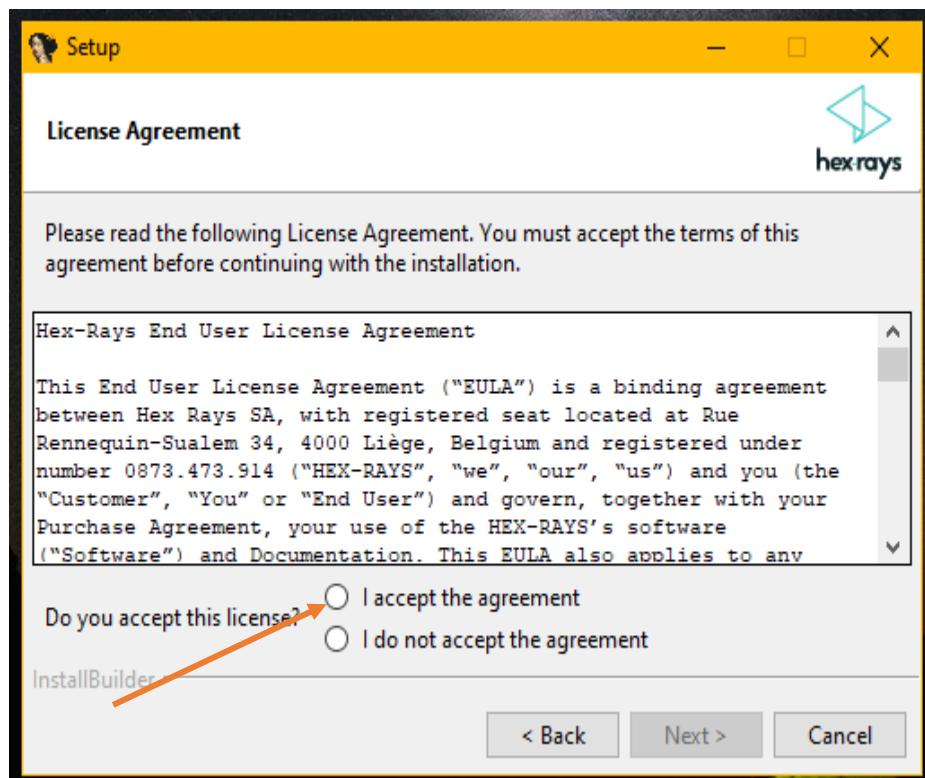 Setup
License Agreement
hex-rays
Please read the following License Agreement. You must accept the terms of this
agreement before continuing with the installation.
Hex-Rays End User License Agreement
This End User License Agreement (“EULA”) is a binding agreement
between Hex Rays SA, with registered seat located at Rue
Rennequin-Sualem 34, 4000 Liège, Belgium and registered under
number 0873.473.914 (“HEX-RAYS”, “we”, “our”, “us”) and you (the
“Customer”, “You” or “End User”) and govern, together with your
Purchase Agreement, your use of the HEX-RAYS’s software
(“Software”) and Documentation. This EULA also applies to any
Do you accept this license?
I accept the agreement
I do not accept the agreement
InstallBuilder
< Back
Next >
Cancel